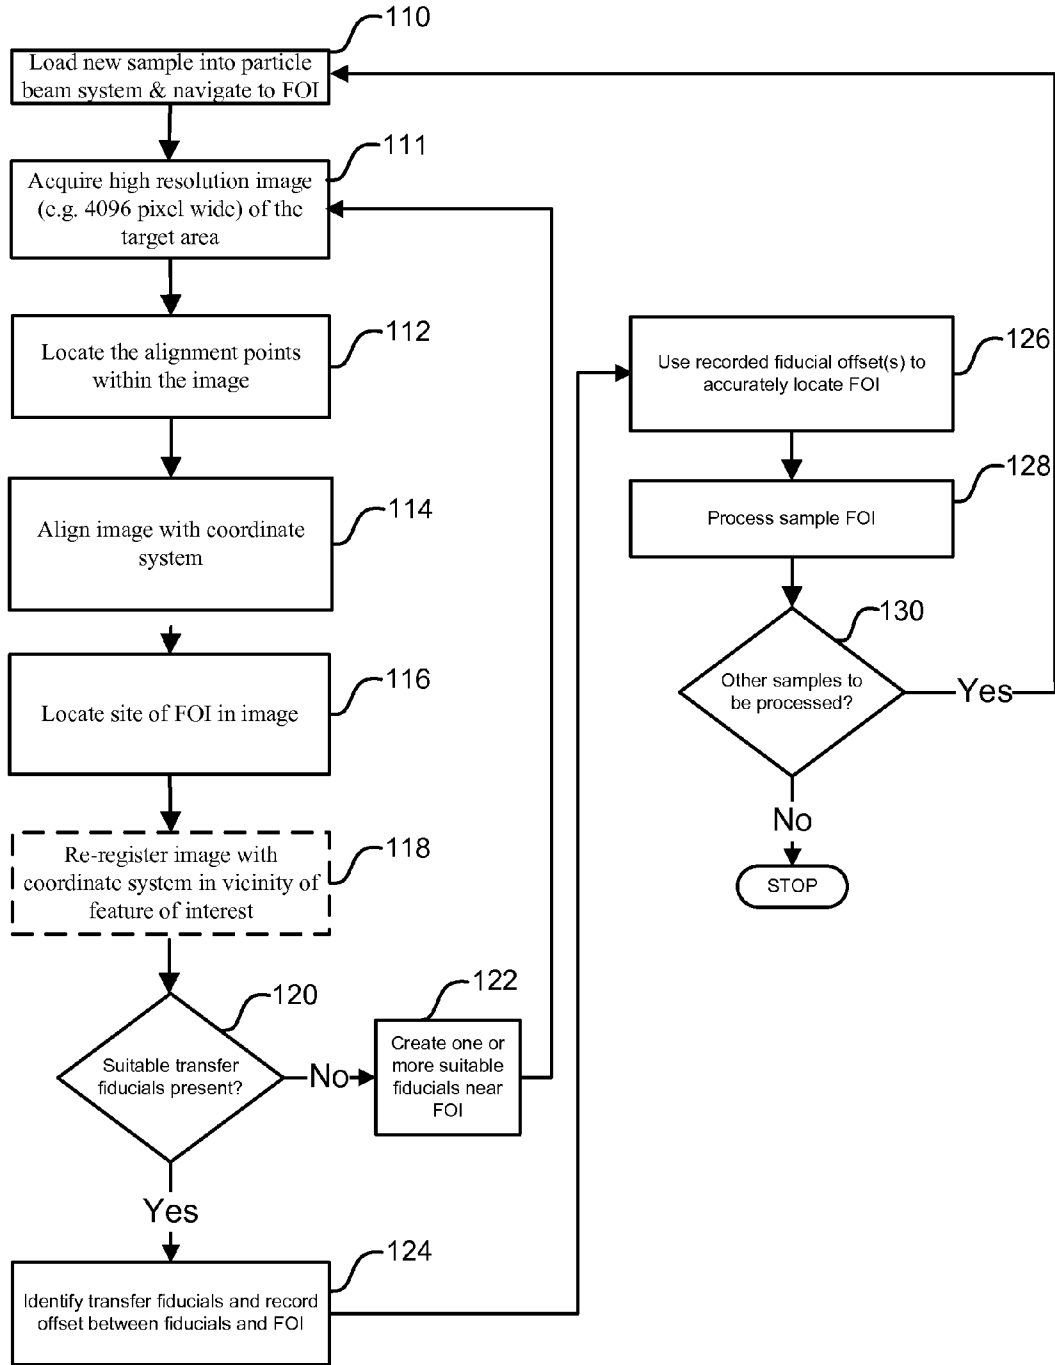 110
Load new sample into particle
beam system & navigate to FOI
111
Acquire high resolution image
(e.g. 4096 pixel wide) of the
target area
112
Locate the alignment points
within the image
114
Align image with coordinate
system
116
Locate site of FOI in image
118
Re-register image with
coordinate system in vicinity of
feature of interest
120
Suitable transfer
fiducials present?
No
122
Create one or
more suitable
fiducials near
FOI
Yes
124
Identify transfer fiducials and record
offset between fiducials and FOI
126
Use recorded fiducial offset(s) to
accurately locate FOI
128
Process sample FOI
130
Other samples to
be processed?
Yes
No
STOP